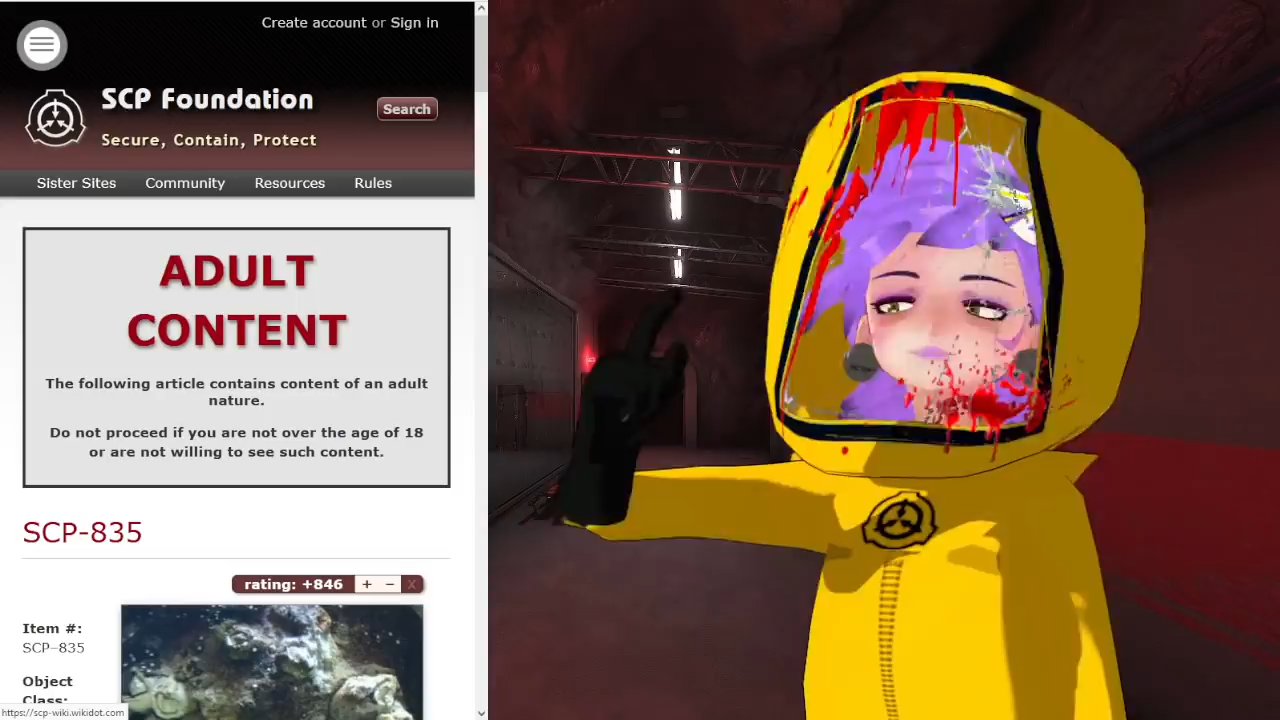 Create account or Sign in
SCP Foundation
Search
Secure, Contain, Protect
Sister Sites Community Resources Rules
ADULT
CONTENT
The following article contains content of an adult
nature.
Do not proceed if you are not over the age of 18
or are not willing to see such content.
SCP-835
rating: +846 + − X
Item #:
SCP-835
Object
Class:
https://scp-wiki.wikidot.com